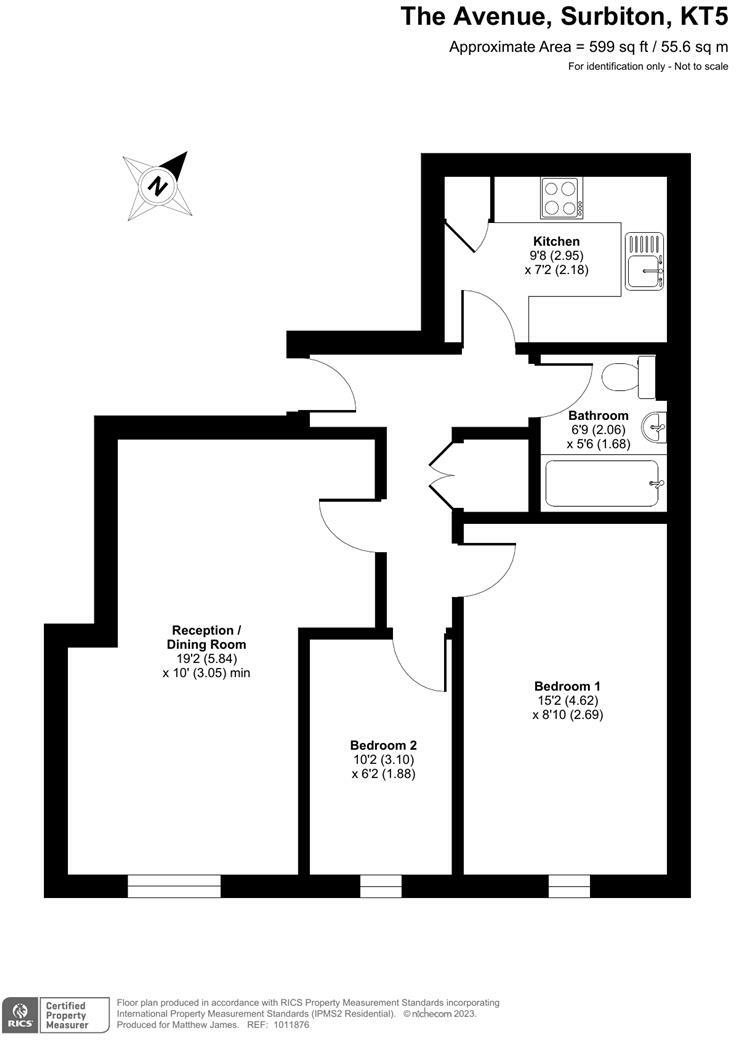 The Avenue, Surbiton, KT5
Approximate Area = 599 sq ft / 55.6 sq m
For identification only - Not to scale
N
Kitchen
9'8 (2.95)
x 7'2 (2.18)
Bathroom
6'9 (2.06)
x 5'6 (1.68)
Reception /
Dining Room
19'2 (5.84)
x 10' (3.05) min
Bedroom 1
15'2 (4.62)
x 8'10 (2.69)
Bedroom 2
10'2 (3.10)
x 6'2 (1.88)
RICS
Certified
Property
Measurer
Floor plan produced in accordance with RICS Property Measurement Standards incorporating
International Property Measurement Standards (IPMS2 Residential). © nichecom 2023.
Produced for Matthew James. REF: 1011876